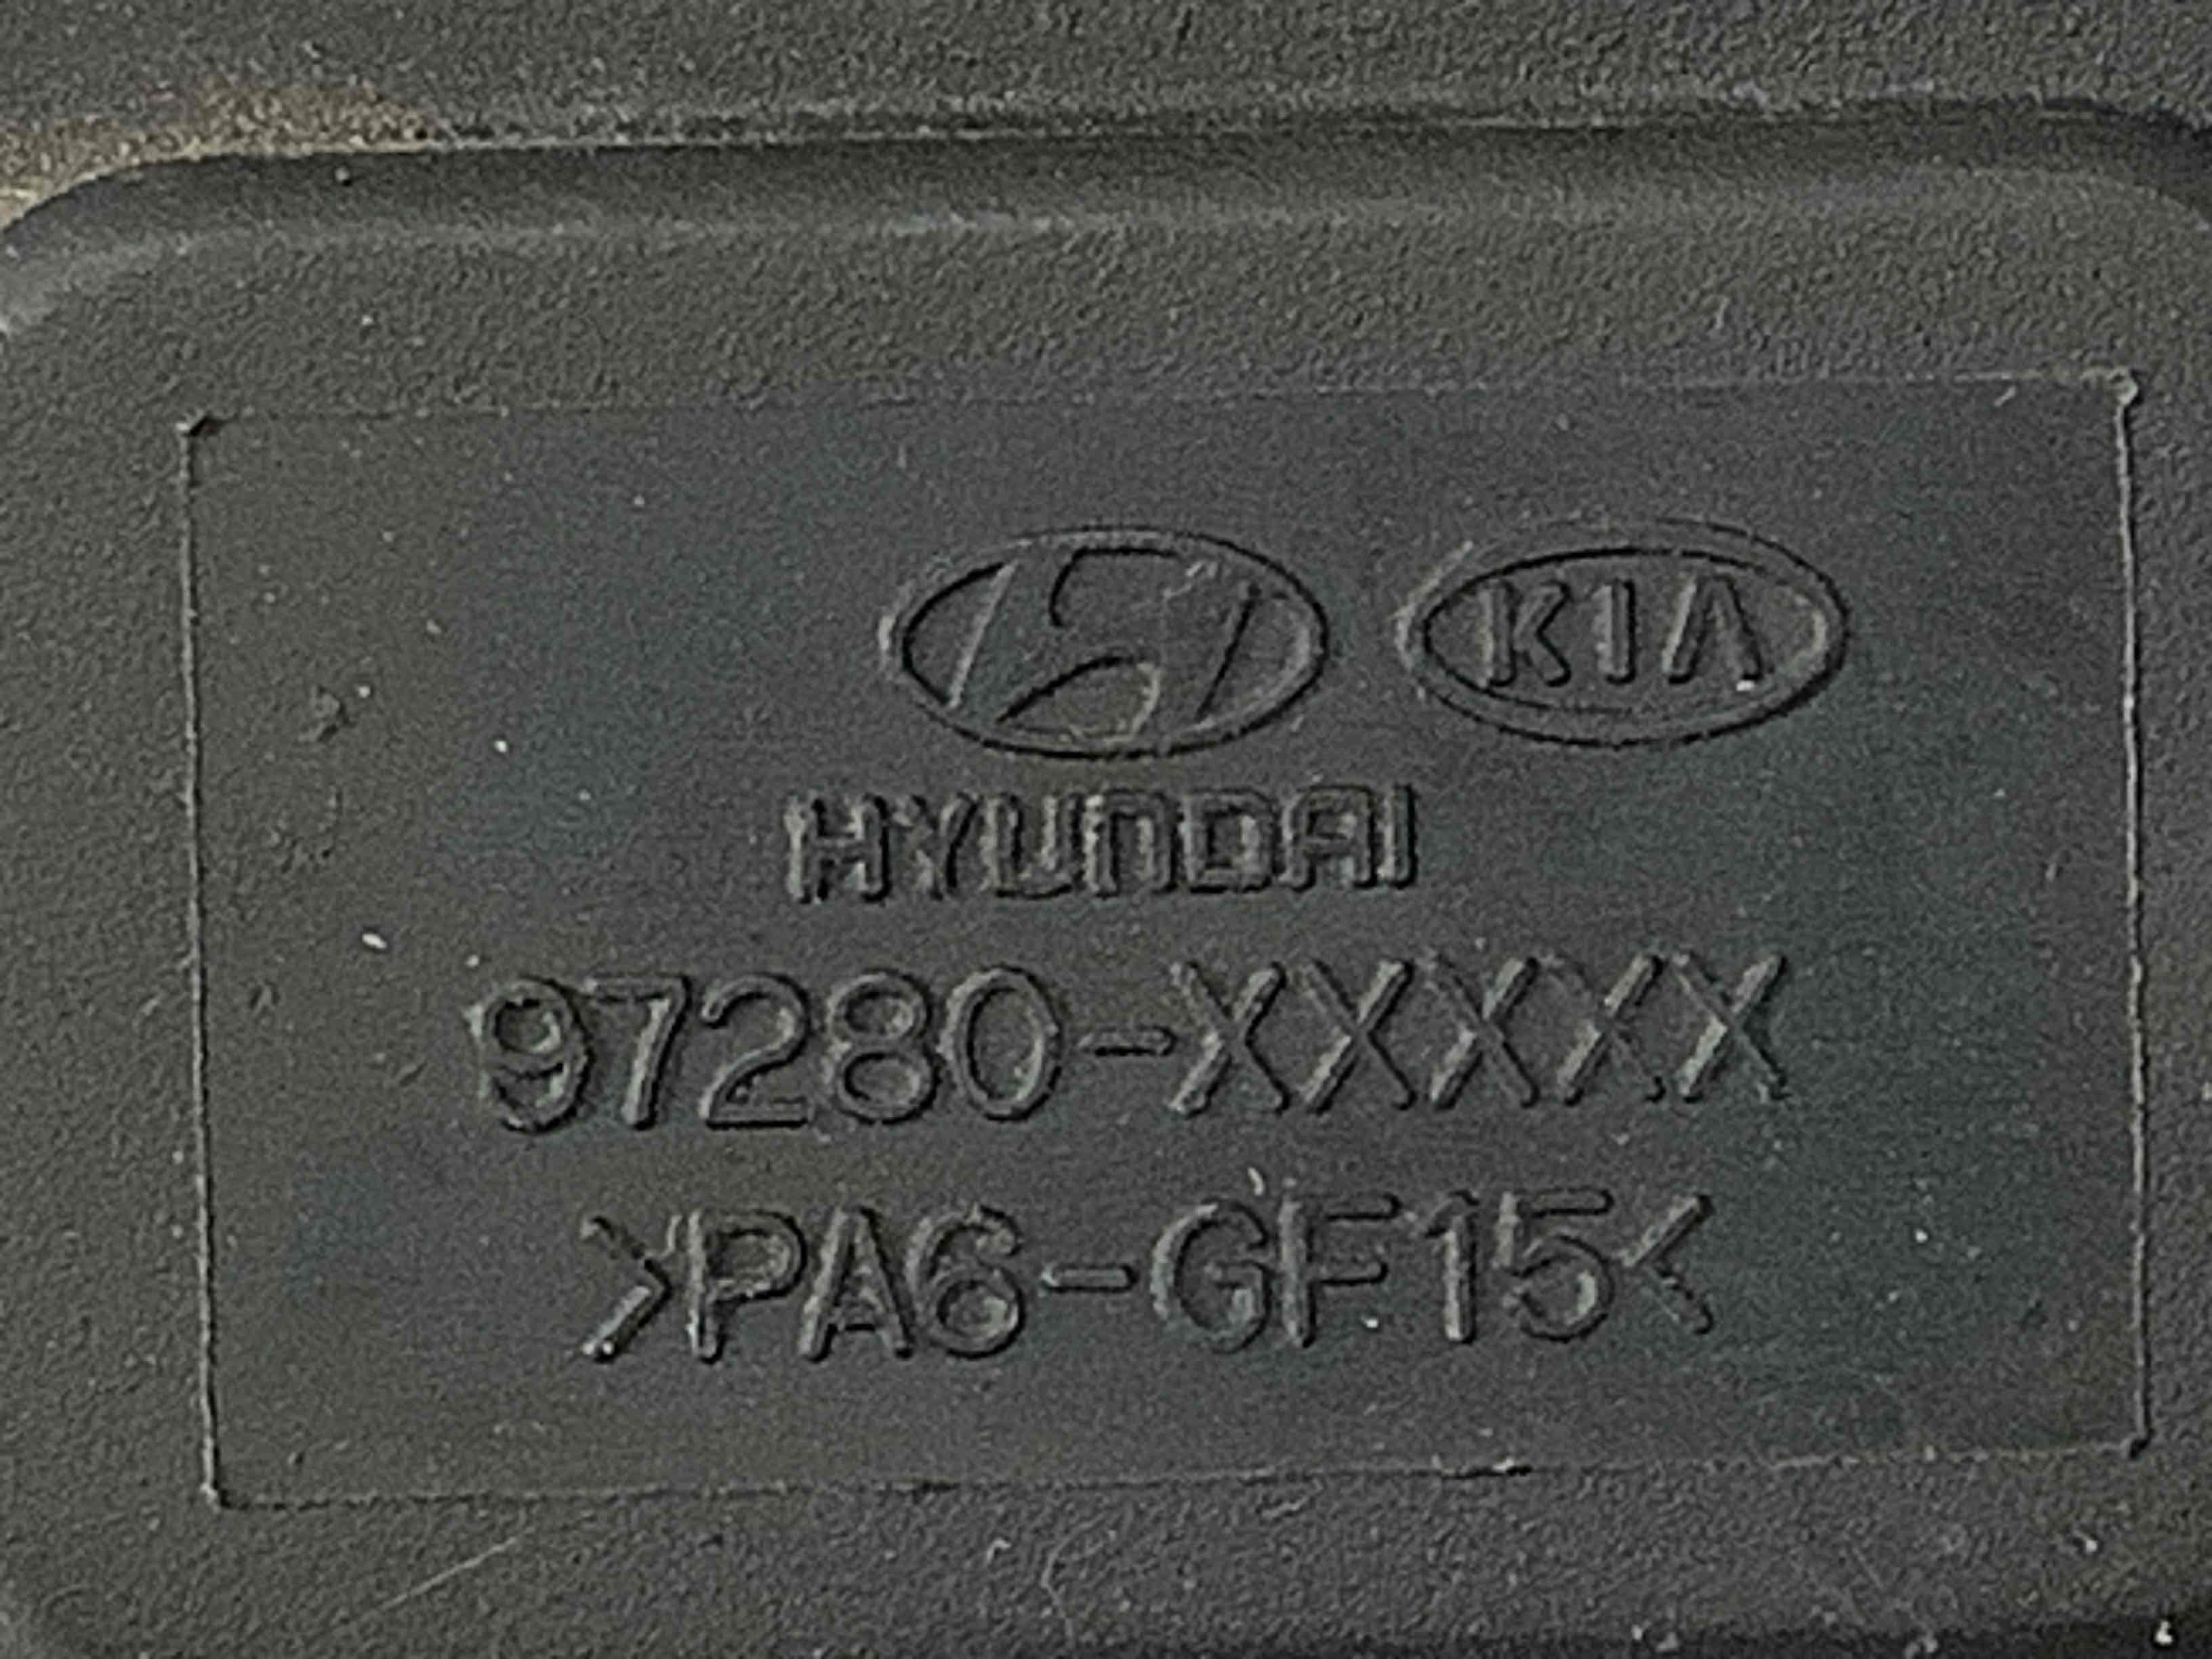 KIA
HYUNDAI
97280-XXXXX
>PA6-GF15<